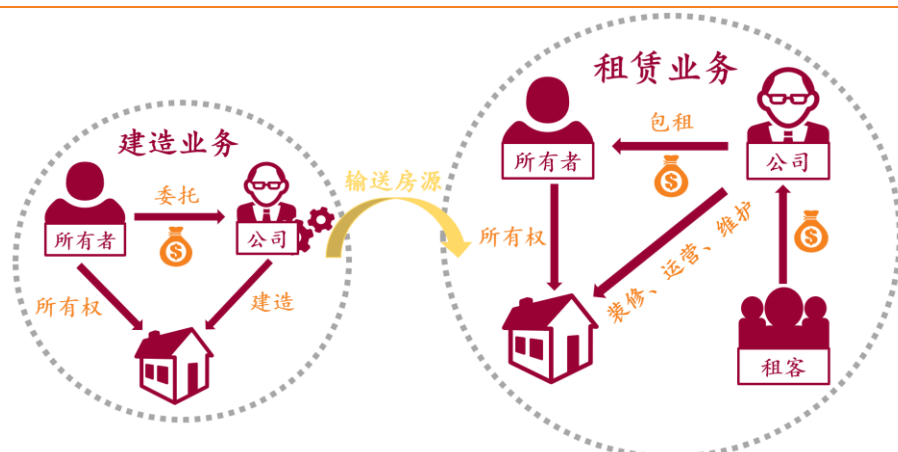 建造业务
所有者
委托
$
公司
所有权
建造
输送房源
租赁业务
所有者
包租
$
公司
所有权
装修、运营、维护
$
租客